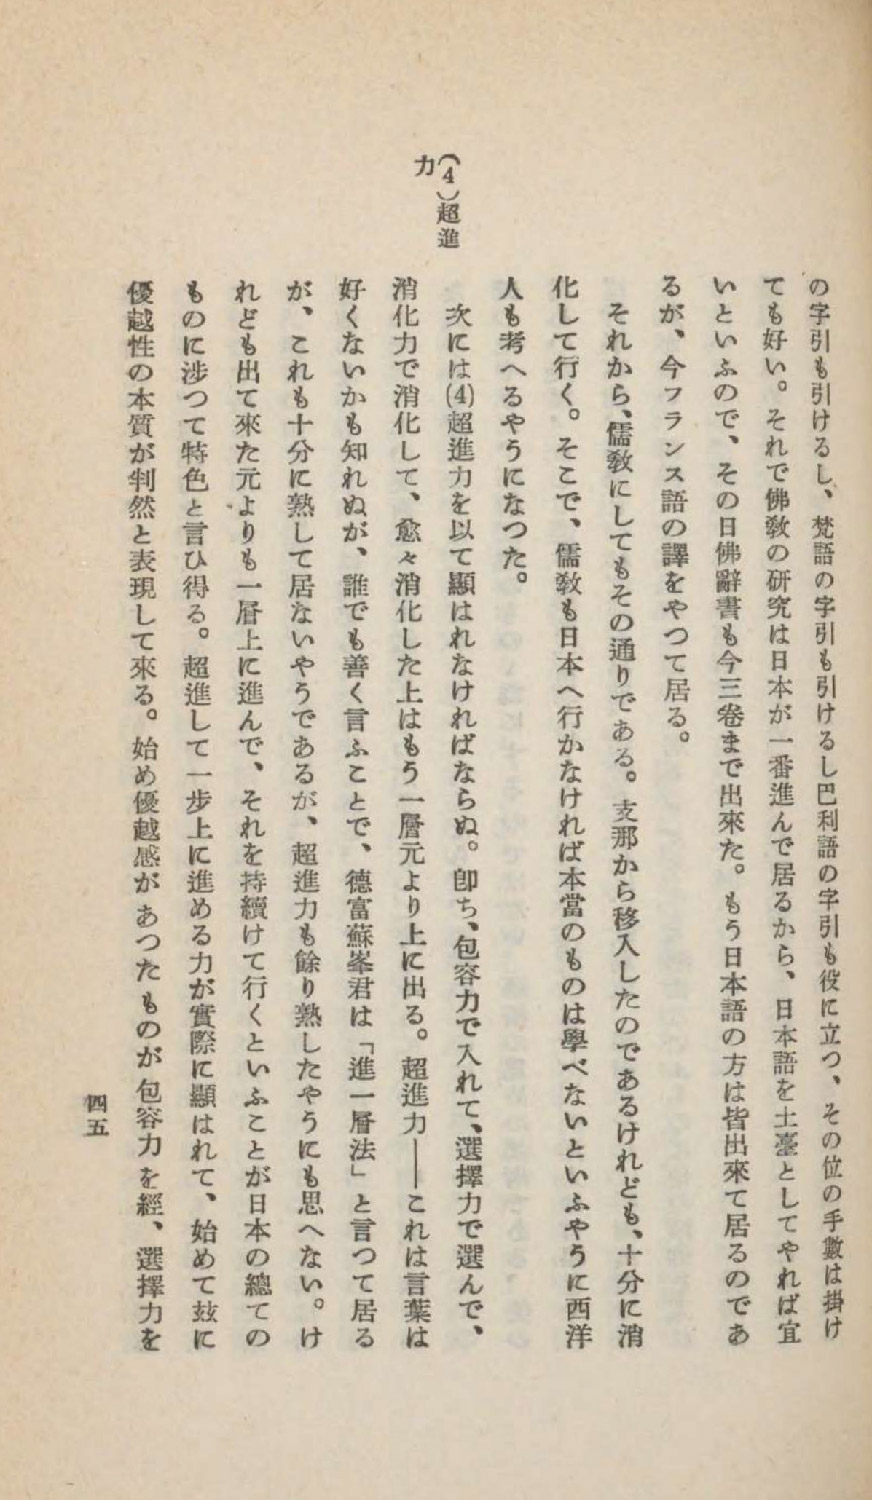 の字引も引けるし、梵語の字引も引けるし巴利語の字引も役に立つ、その位の手數は掛け
ても好い。それで佛敎の研究は日本が一番進んで居るから、日本語を土臺としてやれば宜
いといふので、その日佛辭書も今三卷まで出來た。もう日本語の方は皆出來て居るのであ
るが、今フランス語の譯をやつて居る。
それから、儒敎にしてもその通りである。支那から移入したのであるけれども、十分に消
化して行く。そこで、儒敎も日本へ行かなければ本當のものは學べないといふやうに西洋
人も考へるやうになつた。
(4)超進
力
次には(4)超進力を以て顯はれなければならぬ。卽ち、包容力で入れて、選擇力で選んで、
消化力で消化して、愈々消化した上はもう一層元より上に出る。超進力――これは言葉は
好くないかも知れぬが、誰でも善く言ふことで、德富蘇峯君は「進一層法」と言つて居る
が、これも十分に熟して居ないやうであるが、超進力も餘り熟したやうにも思へない。け
れども出て來た元よりも一層上に進んで、それを持續けて行くといふことが日本の總ての
ものに涉つて特色と言ひ得る。超進して一步上に進める力が實際に顯はれて、始めて玆に
優越性の本質が判然と表現して來る。始め優越感があつたものが包容力を經、選擇力を
四五